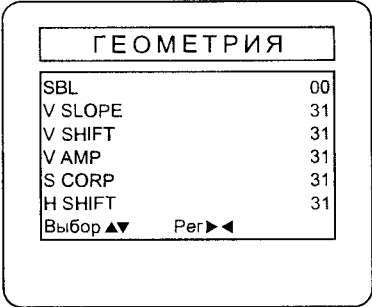 ГЕОМЕТРИЯ
SBL 00
V SLOPE 31
V SHIFT 31
V AMP 31
S CORP 31
H SHIFT 31
Выбор ▲▼ Рег ▶◀